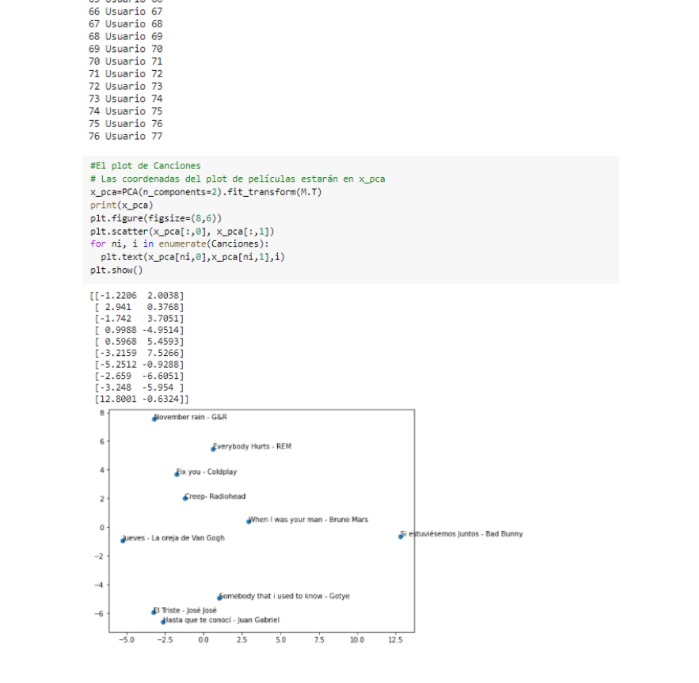 66 Usuario 67
67 Usuario 68
68 Usuario 69
69 Usuario 70
70 Usuario 71
71 Usuario 72
72 Usuario 73
73 Usuario 74
74 Usuario 75
75 Usuario 76
76 Usuario 77
#El plot de Canciones
# Las coordenadas del plot de películas estarán en x_pca
x_pca=PCA(n_components=2).fit_transform(M.T)
print(x_pca)
plt.figure(figsize=(8,6))
plt.scatter(x_pca[:,0], x_pca[:,1])
for ni, i in enumerate(Canciones):
plt.text(x_pca[ni,0],x_pca[ni,1],i)
plt.show()
[[-1.2206 2.0038]
[ 2.941 0.3768]
[-1.742 3.7051]
[ 0.9988 -4.9514]
[ 0.5968 5.4593]
[-3.2159 7.5266]
[-5.2512 -0.9288]
[-2.659 -6.6051]
[-3.248 -5.954 ]
[12.8001 -0.6324]]
8
November rain - G&R
6
Everybody Hurts - REM
4
Fix you - Coldplay
2
Creep- Radiohead
0
When I was your man - Bruno Mars
Si estuviésemos juntos - Bad Bunny
Jueves - La oreja de Van Gogh
−2
−4
Somebody that i used to know - Gotye
−6
El Triste - José José
Hasta que te conocí - Juan Gabriel
−5.0 −2.5 0.0 2.5 5.0 7.5 10.0 12.5